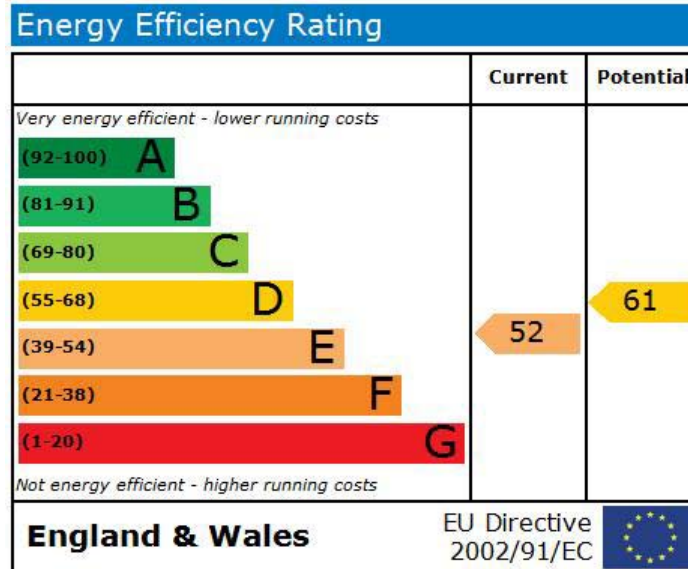 Energy Efficiency Rating
Current Potential
Very energy efficient - lower running costs
(92-100) A
(81-91) B
(69-80) C
(55-68) D
61
(39-54) E
52
(21-38) F
(1-20) G
Not energy efficient - higher running costs
England & Wales
EU Directive
2002/91/EC